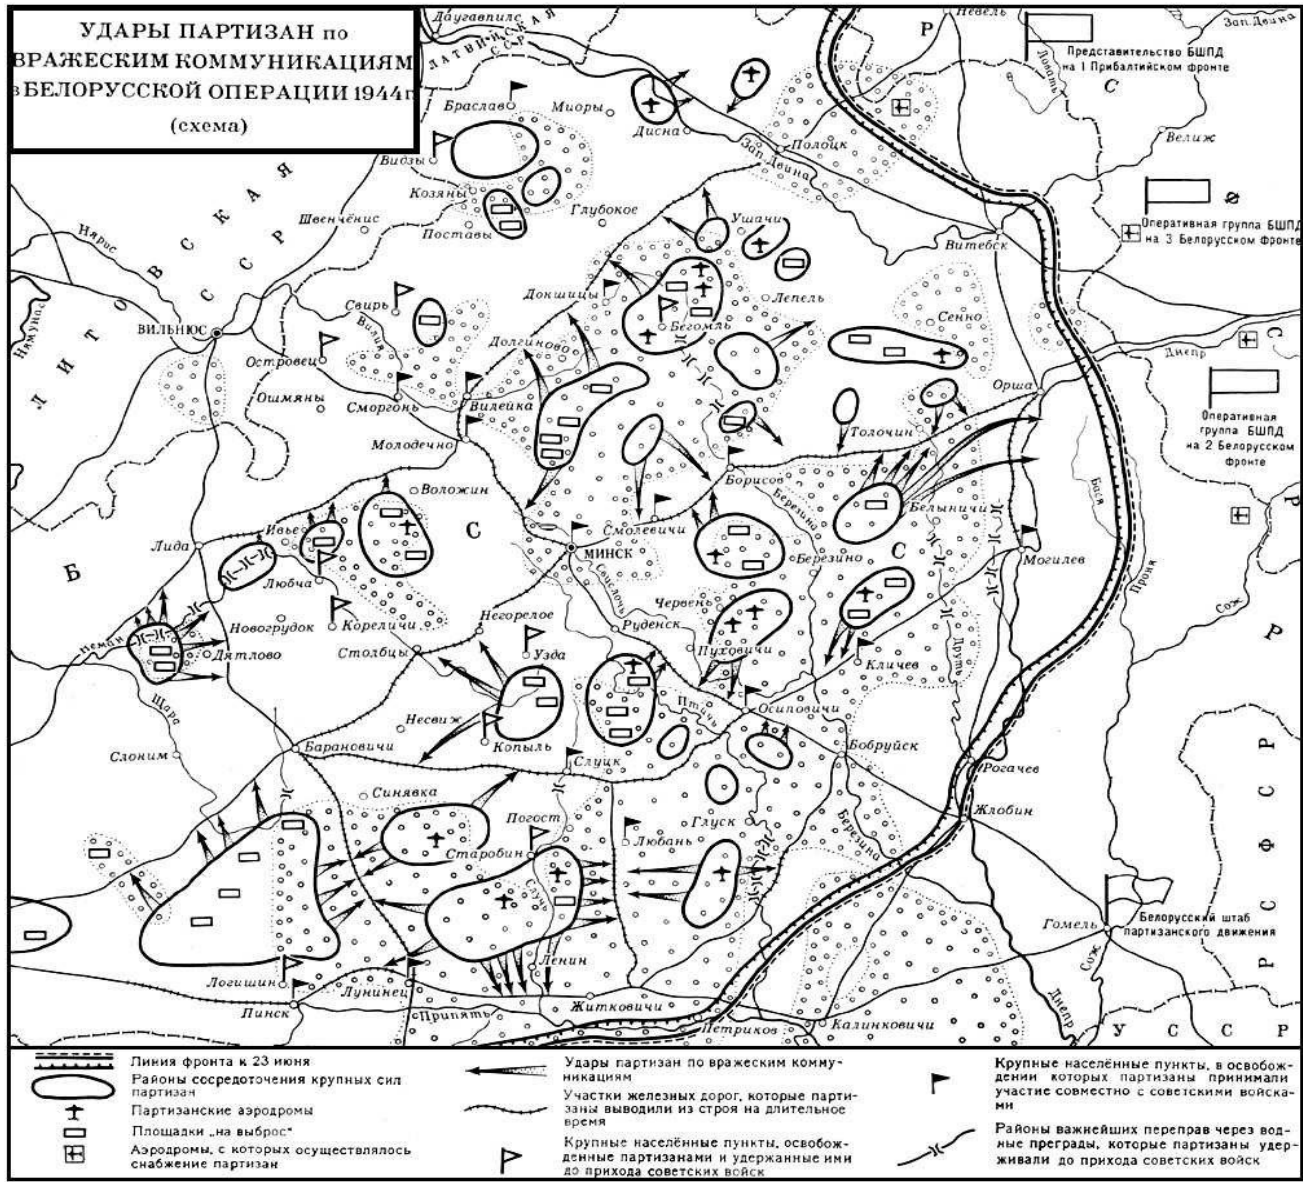 УДАРЫ ПАРТИЗАН по
ВРАЖЕСКИМ КОММУНИКАЦИЯМ
в БЕЛОРУССКОЙ ОПЕРАЦИИ 1944г
(схема)
Даугавпилс
ЛАТВИЙСКАЯ
ССР
Невель
Зап. Двина
Ловать
Представительство БШПД
на 1 Прибалтийском фронте
Р
С
Браслав
Миоры
Дисна
Полоцк
Зап. Двина
Велиж
Видзы
Козяны
Поставы
Глубокое
Ушачи
Витебск
Оперативная группа БШПД
на 3 Белорусском фронте
Швенчёнис
Нярис
ЛИТОВСКАЯ
ССР
Нямунас
ВИЛЬНЮС
Свирь
Вилия
Докшицы
Лепель
Бегомль
Сенно
Долгиново
Островец
Ошмяны
Сморгонь
Вилейка
Молодечно
Днепр
С
Орша
Толочин
Оперативная
группа БШПД
на 2 Белорусском
фронте
Борисов
Березина
Бася
Р
Воложин
Белыничи
Смолевичи
Ивье
Лида
С
МИНСК
С
Березино
Могилев
Проня
Б
Любча
Свислочь
Червень
Сож
Неман
Новогрудок
Кореличи
Негорелое
Руденск
Р
Дятлово
Столбцы
Узда
Пуховичи
Кличев
Друть
Щара
Несвиж
Копыль
Птичь
Осиповичи
Слоним
Барановичи
Слуцк
Бобруйск
Рогачев
Синявка
Погост
Любань
Глуск
Березина
Жлобин
Старобин
Случь
РСФСР
Гомель
Белорусский штаб
партизанского движения
Сож
Логишин
Лунинец
Ленин
Пинск
Припять
Житковичи
Петриков
Калинковичи
Днепр
УССР
Линия фронта к 23 июня
Районы сосредоточения крупных сил
партизан
Партизанские аэродромы
Площадки „на выброс"
Аэродромы, с которых осуществлялось
снабжение партизан
Удары партизан по вражеским комму-
никациям
Участки железных дорог, которые парти-
заны выводили из строя на длительное
время
Крупные населённые пункты, освобож-
денные партизанами и удержанные ими
до прихода советских войск
Крупные населённые пункты, в освобож-
дении которых партизаны принимали
участие совместно с советскими войска-
ми
Районы важнейших переправ через вод-
ные преграды, которые партизаны удер-
живали до прихода советских войск